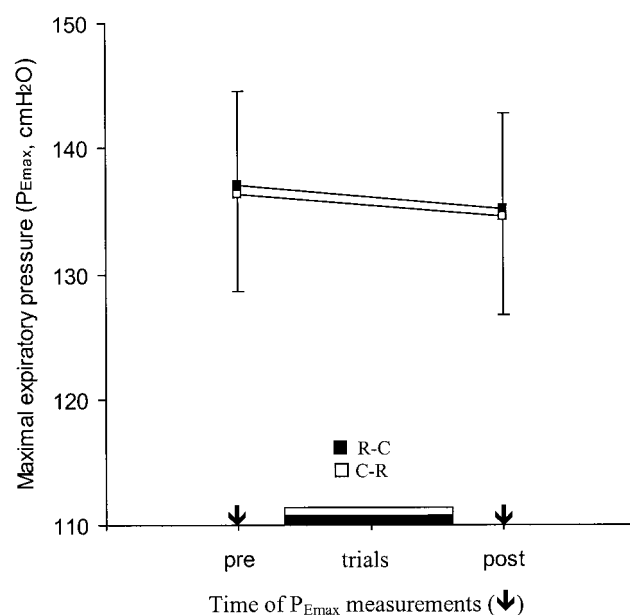 150
140
130
120
110
Maximal expiratory pressure (PEmax, cmH2O)
R-C
C-R
pre trials post
Time of PEmax measurements (↓)